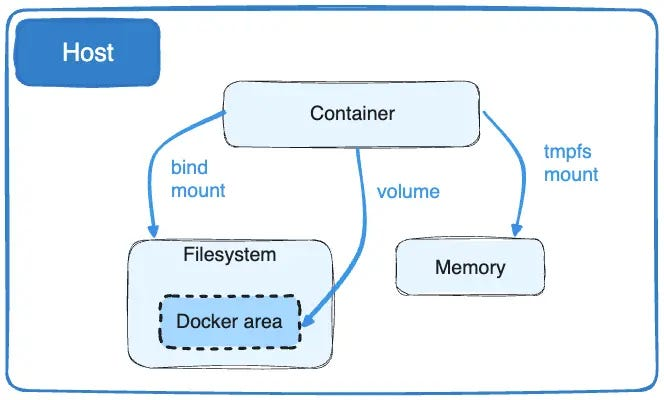 Host
Container
bind
mount
volume
tmpfs
mount
Filesystem
Docker area
Memory